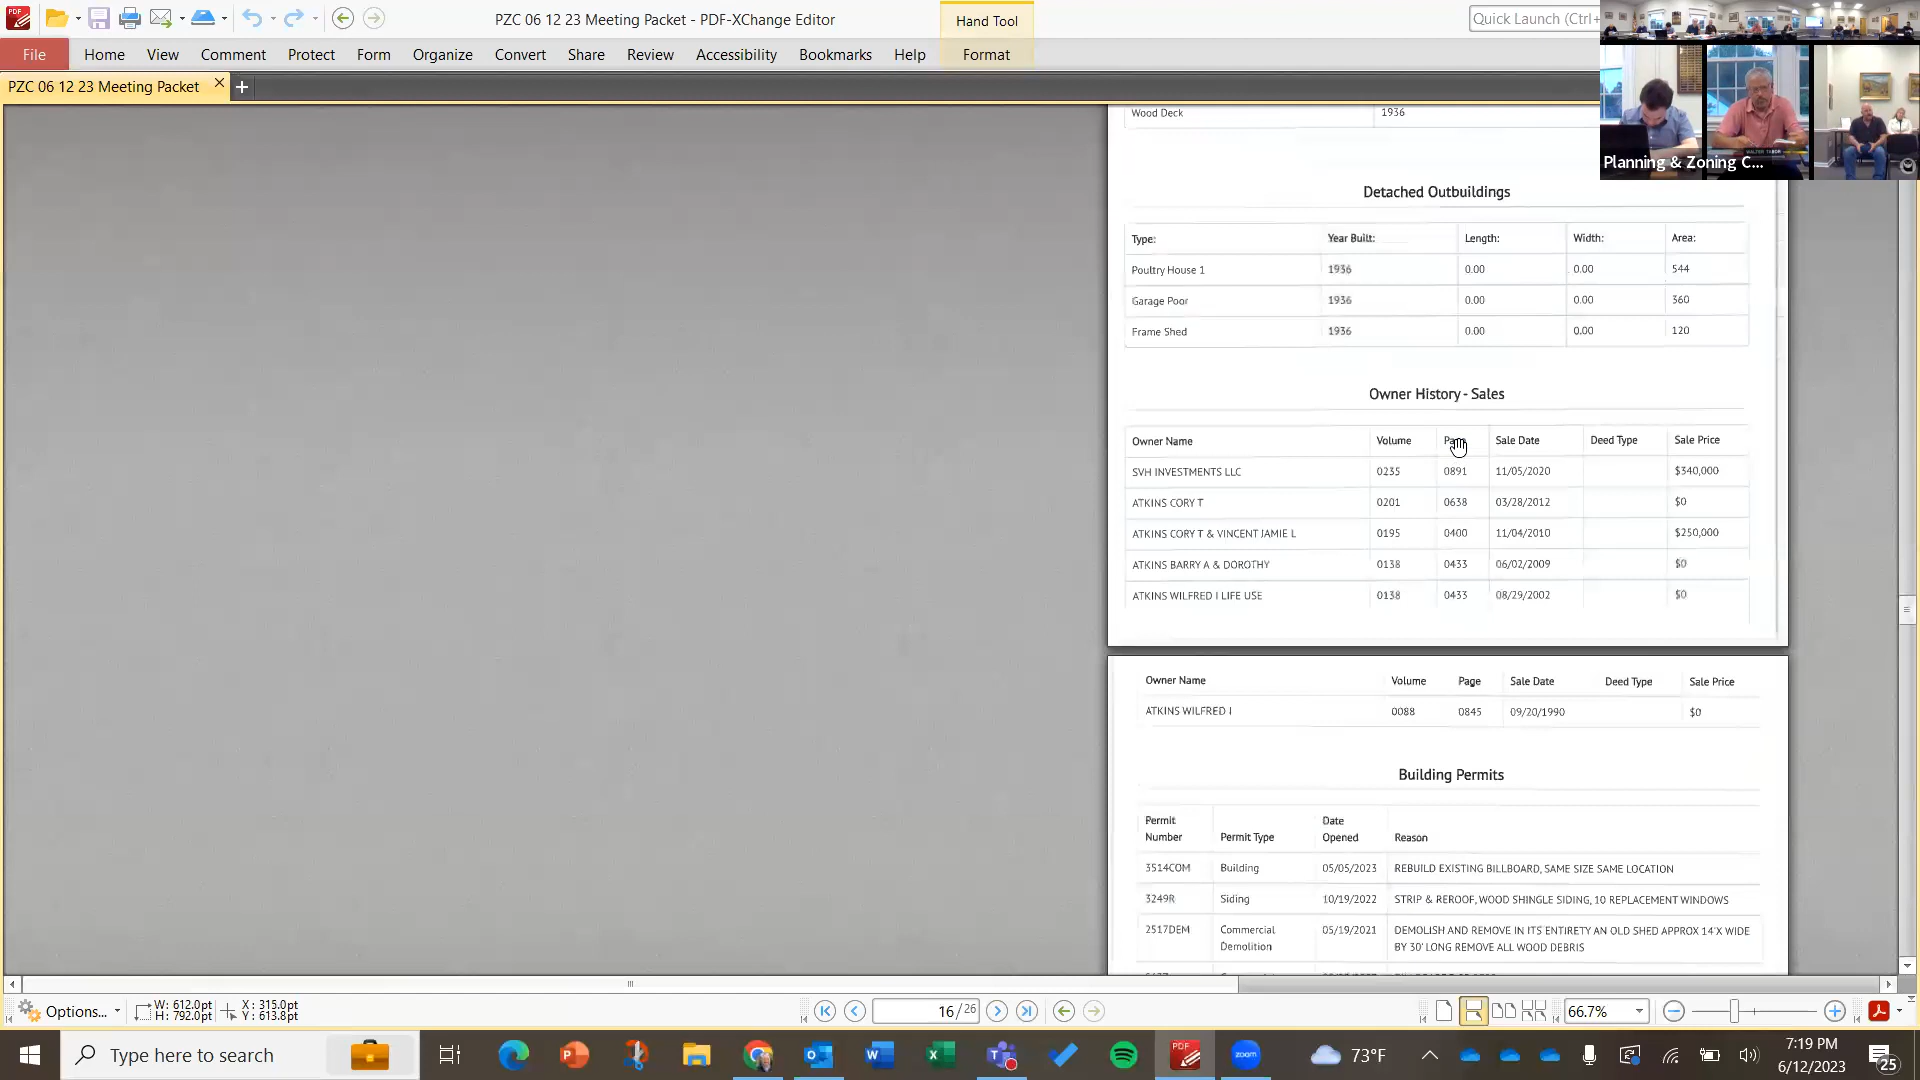 PZC 06 12 23 Meeting Packet - PDF-XChange Editor
Hand Tool
Quick Launch (Ctrl+
File Home View Comment Protect Form Organize Convert Share Review Accessibility Bookmarks Help Format
PZC 06 12 23 Meeting Packet
Wood Deck 1936
Planning & Zoning C...
WALTER TABOR
Detached Outbuildings
Type: Year Built: Length: Width: Area:
Poultry House 1 1936 0.00 0.00 544
Garage Poor 1936 0.00 0.00 360
Frame Shed 1936 0.00 0.00 120
Owner History - Sales
Owner Name Volume Page Sale Date Deed Type Sale Price
SVH INVESTMENTS LLC 0235 0891 11/05/2020 $340,000
ATKINS CORY T 0201 0638 03/28/2012 $0
ATKINS CORY T & VINCENT JAMIE L 0195 0400 11/04/2010 $250,000
ATKINS BARRY A & DOROTHY 0138 0433 06/02/2009 $0
ATKINS WILFRED I LIFE USE 0138 0433 08/29/2002 $0
Owner Name Volume Page Sale Date Deed Type Sale Price
ATKINS WILFRED I 0088 0845 09/20/1990 $0
Building Permits
Permit Number Permit Type Date Opened Reason
3514COM Building 05/05/2023 REBUILD EXISTING BILLBOARD, SAME SIZE SAME LOCATION
3249R Siding 10/19/2022 STRIP & REROOF, WOOD SHINGLE SIDING, 10 REPLACEMENT WINDOWS
2517DEM Commercial Demolition 05/19/2021 DEMOLISH AND REMOVE IN ITS ENTIRETY AN OLD SHED APPROX 14'X WIDE
BY 30' LONG REMOVE ALL WOOD DEBRIS
Options... W: 612.0pt X: 315.0pt
H: 792.0pt Y: 613.8pt
16 / 26
66.7%
Type here to search
zoom
73°F
7:19 PM
6/12/2023
25